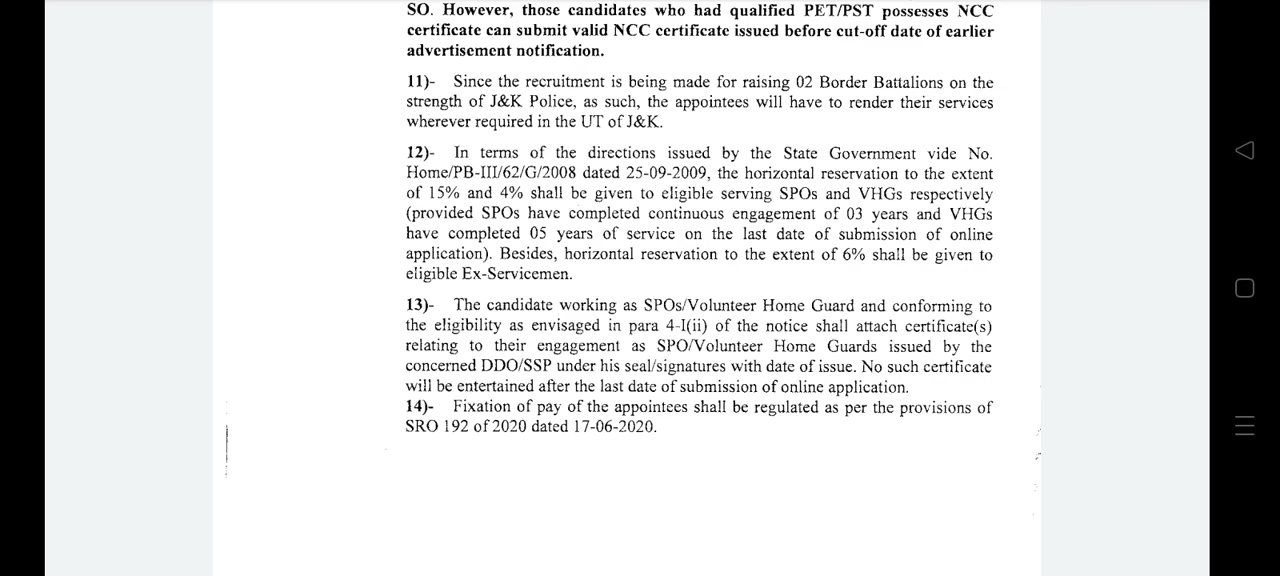 SO. However, those candidates who had qualified PET/PST possesses NCC
certificate can submit valid NCC certificate issued before cut-off date of earlier
advertisement notification.
11)- Since the recruitment is being made for raising 02 Border Battalions on the
strength of J&K Police, as such, the appointees will have to render their services
wherever required in the UT of J&K.
12)- In terms of the directions issued by the State Government vide No.
Home/PB-III/62/G/2008 dated 25-09-2009, the horizontal reservation to the extent
of 15% and 4% shall be given to eligible serving SPOs and VHGs respectively
(provided SPOs have completed continuous engagement of 03 years and VHGs
have completed 05 years of service on the last date of submission of online
application). Besides, horizontal reservation to the extent of 6% shall be given to
eligible Ex-Servicemen.
13)- The candidate working as SPOs/Volunteer Home Guard and conforming to
the eligibility as envisaged in para 4-I(ii) of the notice shall attach certificate(s)
relating to their engagement as SPO/Volunteer Home Guards issued by the
concerned DDO/SSP under his seal/signatures with date of issue. No such certificate
will be entertained after the last date of submission of online application.
14)- Fixation of pay of the appointees shall be regulated as per the provisions of
SRO 192 of 2020 dated 17-06-2020.